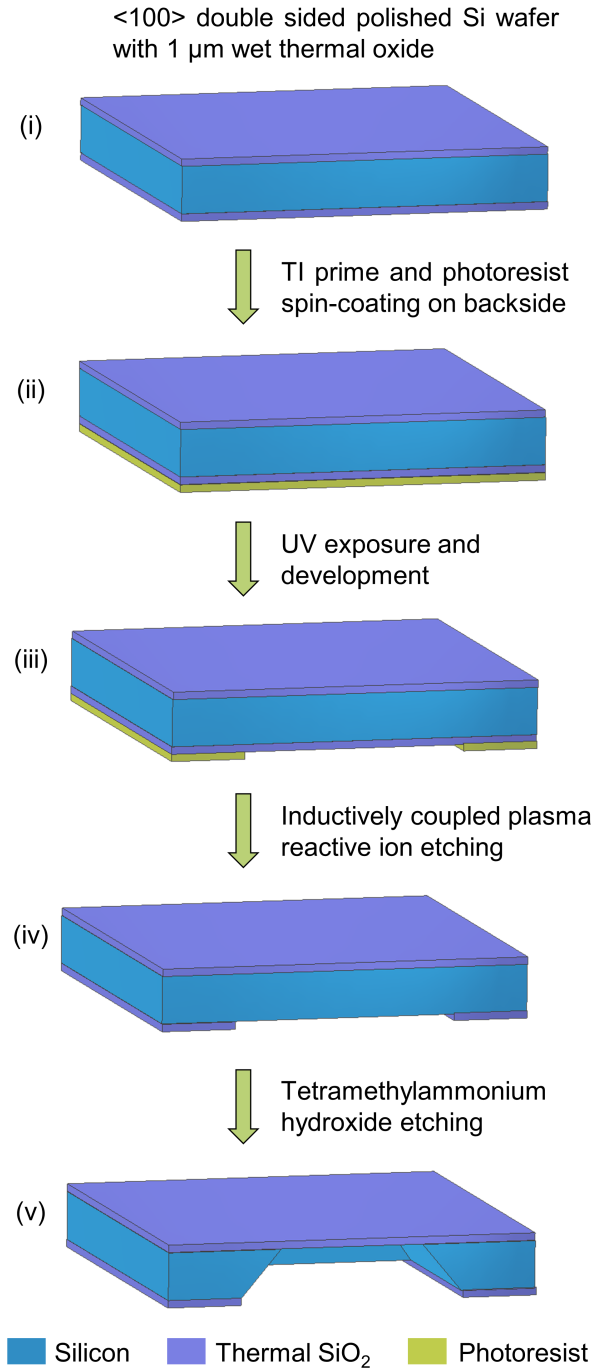 <100> double sided polished Si wafer
with 1 µm wet thermal oxide
(i)
TI prime and photoresist
spin-coating on backside
(ii)
UV exposure and
development
(iii)
Inductively coupled plasma
reactive ion etching
(iv)
Tetramethylammonium
hydroxide etching
(v)
Silicon
Thermal SiO₂
Photoresist